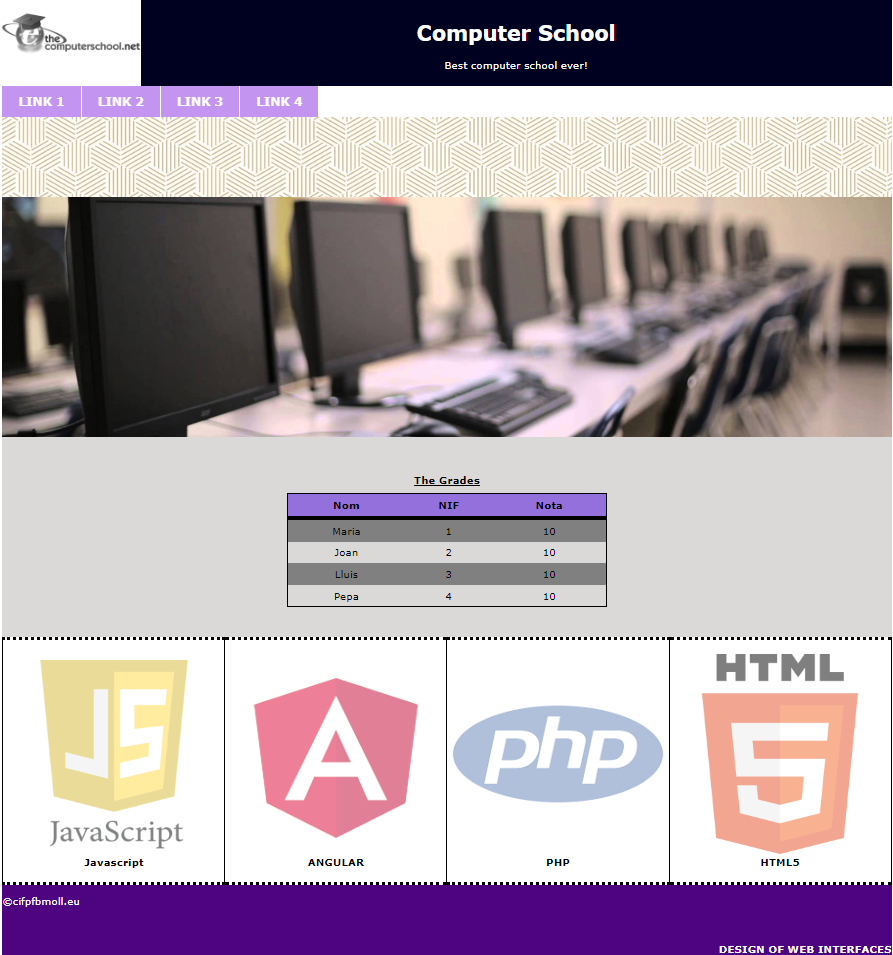 the
computerschool.net
Computer School
Best computer school ever!
LINK 1 LINK 2 LINK 3 LINK 4
The Grades
Nom NIF Nota
Maria 1 10
Joan 2 10
Lluis 3 10
Pepa 4 10
JS
JavaScript
Javascript
A
ANGULAR
php
PHP
HTML
5
HTML5
©cifpfbmoll.eu
DESIGN OF WEB INTERFACES